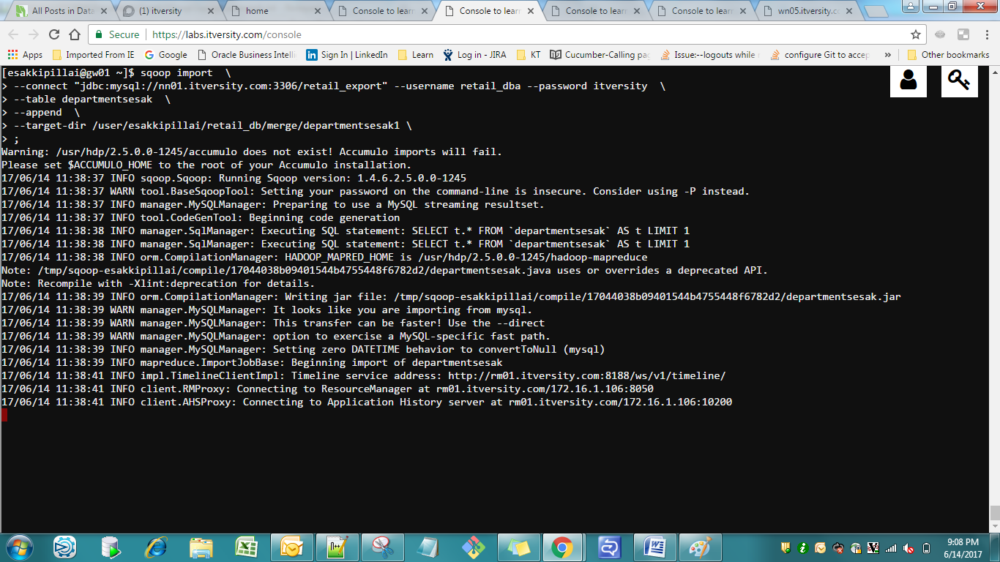 All Posts in Data
(1) itversity
home
Console to learn
Console to learn
Console to learn
Console to learn
wn05.itversity.co
Secure
https://labs.itversity.com/console
Apps
Imported From IE
Google
Oracle Business Intelli
Sign In | LinkedIn
Learn
Log in - JIRA
KT
Cucumber-Calling pag
Issue:--logouts while
configure Git to accep
»
Other bookmarks
[esakkipillai@gw01 ~]$ sqoop import  \
> --connect "jdbc:mysql://nn01.itversity.com:3306/retail_export" --username retail_dba --password itversity  \
> --table departmentsesak  \
> --append  \
> --target-dir /user/esakkipillai/retail_db/merge/departmentsesak1 \
> ;
Warning: /usr/hdp/2.5.0.0-1245/accumulo does not exist! Accumulo imports will fail.
Please set $ACCUMULO_HOME to the root of your Accumulo installation.
17/06/14 11:38:37 INFO sqoop.Sqoop: Running Sqoop version: 1.4.6.2.5.0.0-1245
17/06/14 11:38:37 WARN tool.BaseSqoopTool: Setting your password on the command-line is insecure. Consider using -P instead.
17/06/14 11:38:37 INFO manager.MySQLManager: Preparing to use a MySQL streaming resultset.
17/06/14 11:38:37 INFO tool.CodeGenTool: Beginning code generation
17/06/14 11:38:38 INFO manager.SqlManager: Executing SQL statement: SELECT t.* FROM `departmentsesak` AS t LIMIT 1
17/06/14 11:38:38 INFO manager.SqlManager: Executing SQL statement: SELECT t.* FROM `departmentsesak` AS t LIMIT 1
17/06/14 11:38:38 INFO orm.CompilationManager: HADOOP_MAPRED_HOME is /usr/hdp/2.5.0.0-1245/hadoop-mapreduce
Note: /tmp/sqoop-esakkipillai/compile/17044038b09401544b4755448f6782d2/departmentsesak.java uses or overrides a deprecated API.
Note: Recompile with -Xlint:deprecation for details.
17/06/14 11:38:39 INFO orm.CompilationManager: Writing jar file: /tmp/sqoop-esakkipillai/compile/17044038b09401544b4755448f6782d2/departmentsesak.jar
17/06/14 11:38:39 WARN manager.MySQLManager: It looks like you are importing from mysql.
17/06/14 11:38:39 WARN manager.MySQLManager: This transfer can be faster! Use the --direct
17/06/14 11:38:39 WARN manager.MySQLManager: option to exercise a MySQL-specific fast path.
17/06/14 11:38:39 INFO manager.MySQLManager: Setting zero DATETIME behavior to convertToNull (mysql)
17/06/14 11:38:39 INFO mapreduce.ImportJobBase: Beginning import of departmentsesak
17/06/14 11:38:41 INFO impl.TimelineClientImpl: Timeline service address: http://rm01.itversity.com:8188/ws/v1/timeline/
17/06/14 11:38:41 INFO client.RMProxy: Connecting to ResourceManager at rm01.itversity.com/172.16.1.106:8050
17/06/14 11:38:41 INFO client.AHSProxy: Connecting to Application History server at rm01.itversity.com/172.16.1.106:10200
9:08 PM
6/14/2017